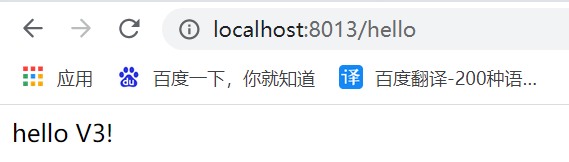 localhost:8013/hello
应用 du 百度一下，你就知道 译 百度翻译-200种语...
hello V3!